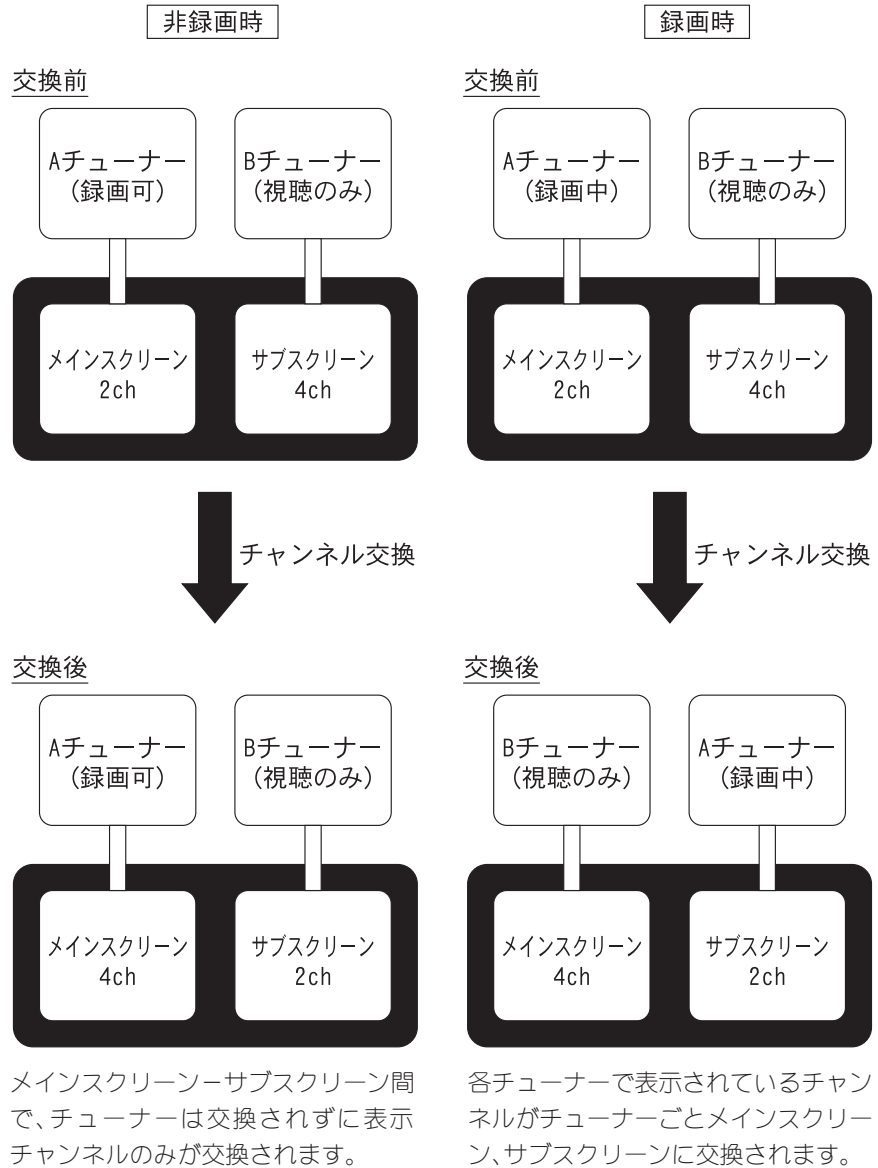 非録画時
交換前
Aチューナー
（録画可）
Bチューナー
（視聴のみ）
メインスクリーン
2ch
サブスクリーン
4ch
チャンネル交換
交換後
Aチューナー
（録画可）
Bチューナー
（視聴のみ）
メインスクリーン
4ch
サブスクリーン
2ch
メインスクリーン－サブスクリーン間
で、チューナーは交換されずに表示
チャンネルのみが交換されます。
録画時
交換前
Aチューナー
（録画中）
Bチューナー
（視聴のみ）
メインスクリーン
2ch
サブスクリーン
4ch
チャンネル交換
交換後
Bチューナー
（視聴のみ）
Aチューナー
（録画中）
メインスクリーン
4ch
サブスクリーン
2ch
各チューナーで表示されているチャン
ネルがチューナーごとメインスクリー
ン、サブスクリーンに交換されます。